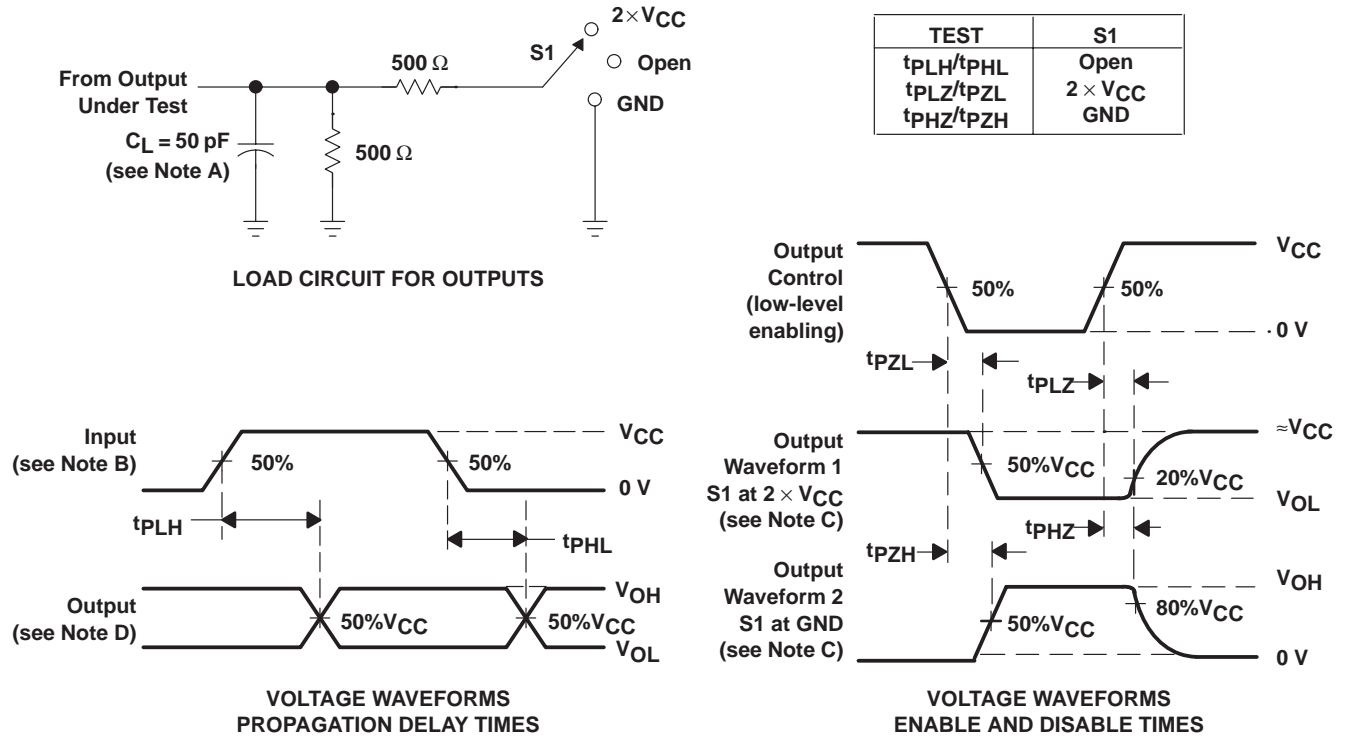 2 × VCC
S1
500 Ω
Open
From Output
Under Test
GND
CL = 50 pF
(see Note A)
500 Ω
LOAD CIRCUIT FOR OUTPUTS
TEST S1
tPLH/tPHL Open
tPLZ/tPZL 2 × VCC
tPHZ/tPZH GND
Output
Control
(low-level
enabling)
50%
50%
VCC
0 V
tPZL
tPLZ
Output
Waveform 1
S1 at 2 × VCC
(see Note C)
50%VCC
20%VCC
≈VCC
VOL
tPHZ
tPZH
Output
Waveform 2
S1 at GND
(see Note C)
50%VCC
80%VCC
VOH
0 V
VOLTAGE WAVEFORMS
ENABLE AND DISABLE TIMES
Input
(see Note B)
50%
50%
VCC
0 V
tPLH
tPHL
Output
(see Note D)
50%VCC
50%VCC
VOH
VOL
VOLTAGE WAVEFORMS
PROPAGATION DELAY TIMES